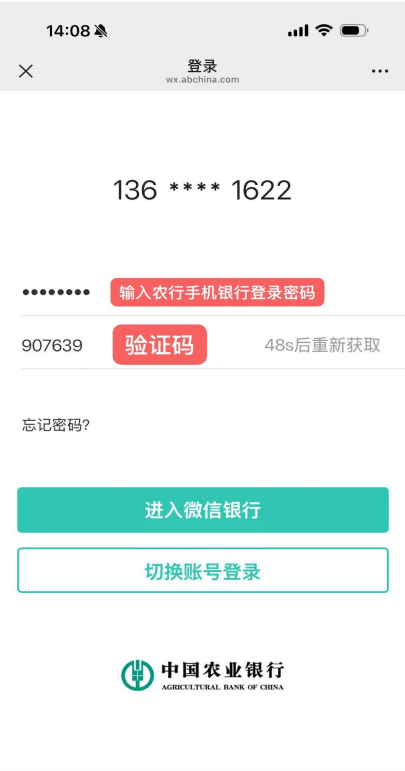 14:08
登录
wx.abchina.com
136 **** 1622
•••••••• 输入农行手机银行登录密码
907639 验证码 48s后重新获取
忘记密码?
进入微信银行
切换账号登录
中国农业银行
AGRICULTURAL BANK OF CHINA